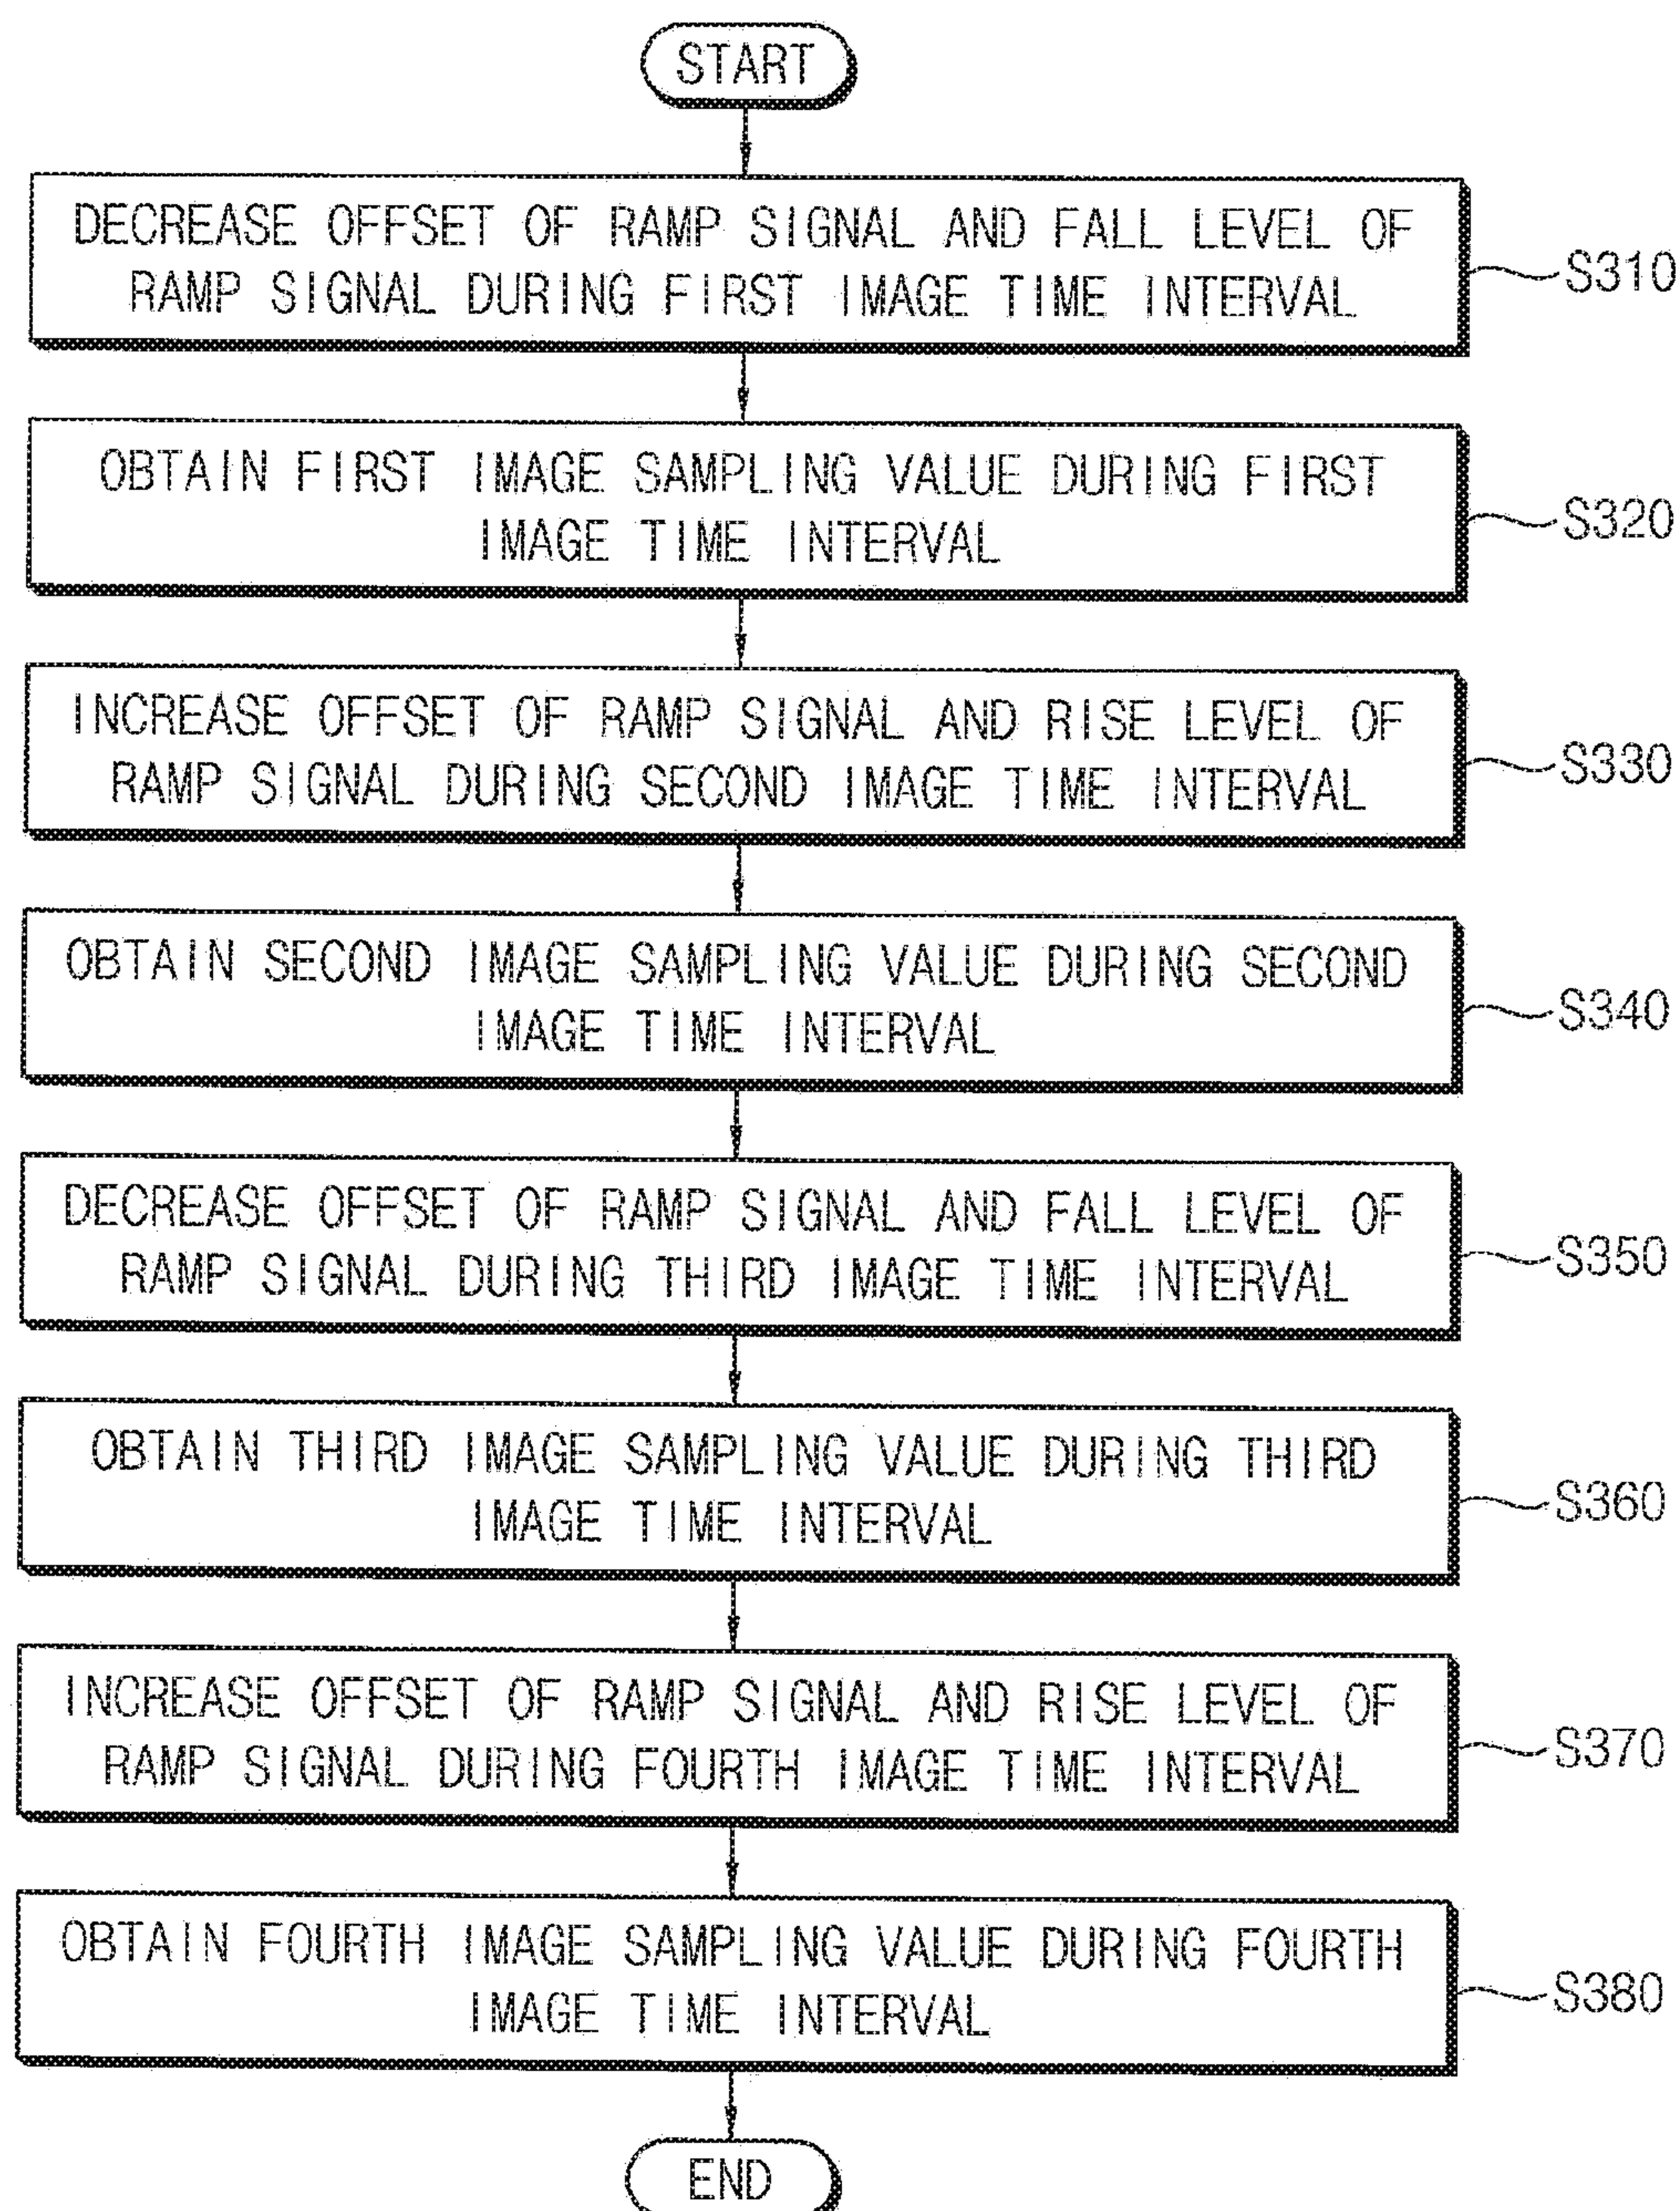 START
DECREASE OFFSET OF RAMP SIGNAL AND FALL LEVEL OF
RAMP SIGNAL DURING FIRST IMAGE TIME INTERVAL
S310
OBTAIN FIRST IMAGE SAMPLING VALUE DURING FIRST
IMAGE TIME INTERVAL
S320
INCREASE OFFSET OF RAMP SIGNAL AND RISE LEVEL OF
RAMP SIGNAL DURING SECOND IMAGE TIME INTERVAL
S330
OBTAIN SECOND IMAGE SAMPLING VALUE DURING SECOND
IMAGE TIME INTERVAL
S340
DECREASE OFFSET OF RAMP SIGNAL AND FALL LEVEL OF
RAMP SIGNAL DURING THIRD IMAGE TIME INTERVAL
S350
OBTAIN THIRD IMAGE SAMPLING VALUE DURING THIRD
IMAGE TIME INTERVAL
S360
INCREASE OFFSET OF RAMP SIGNAL AND RISE LEVEL OF
RAMP SIGNAL DURING FOURTH IMAGE TIME INTERVAL
S370
OBTAIN FOURTH IMAGE SAMPLING VALUE DURING FOURTH
IMAGE TIME INTERVAL
S380
END